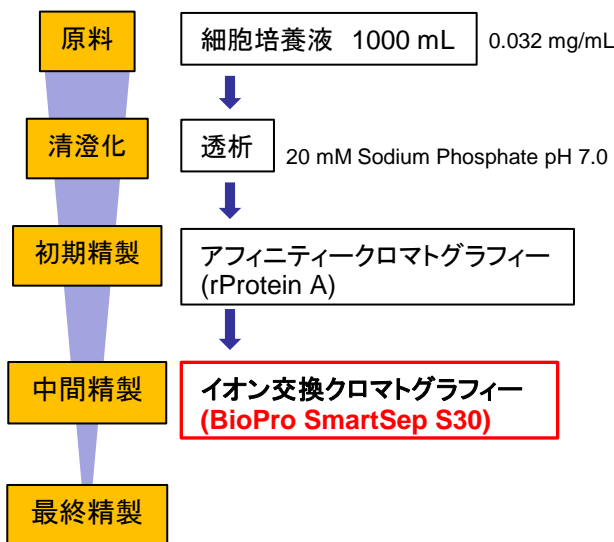 原料
細胞培養液 1000 mL
0.032 mg/mL
清澄化
透析
20 mM Sodium Phosphate pH 7.0
初期精製
アフィニティークロマトグラフィー
(rProtein A)
中間精製
イオン交換クロマトグラフィー
(BioPro SmartSep S30)
最終精製